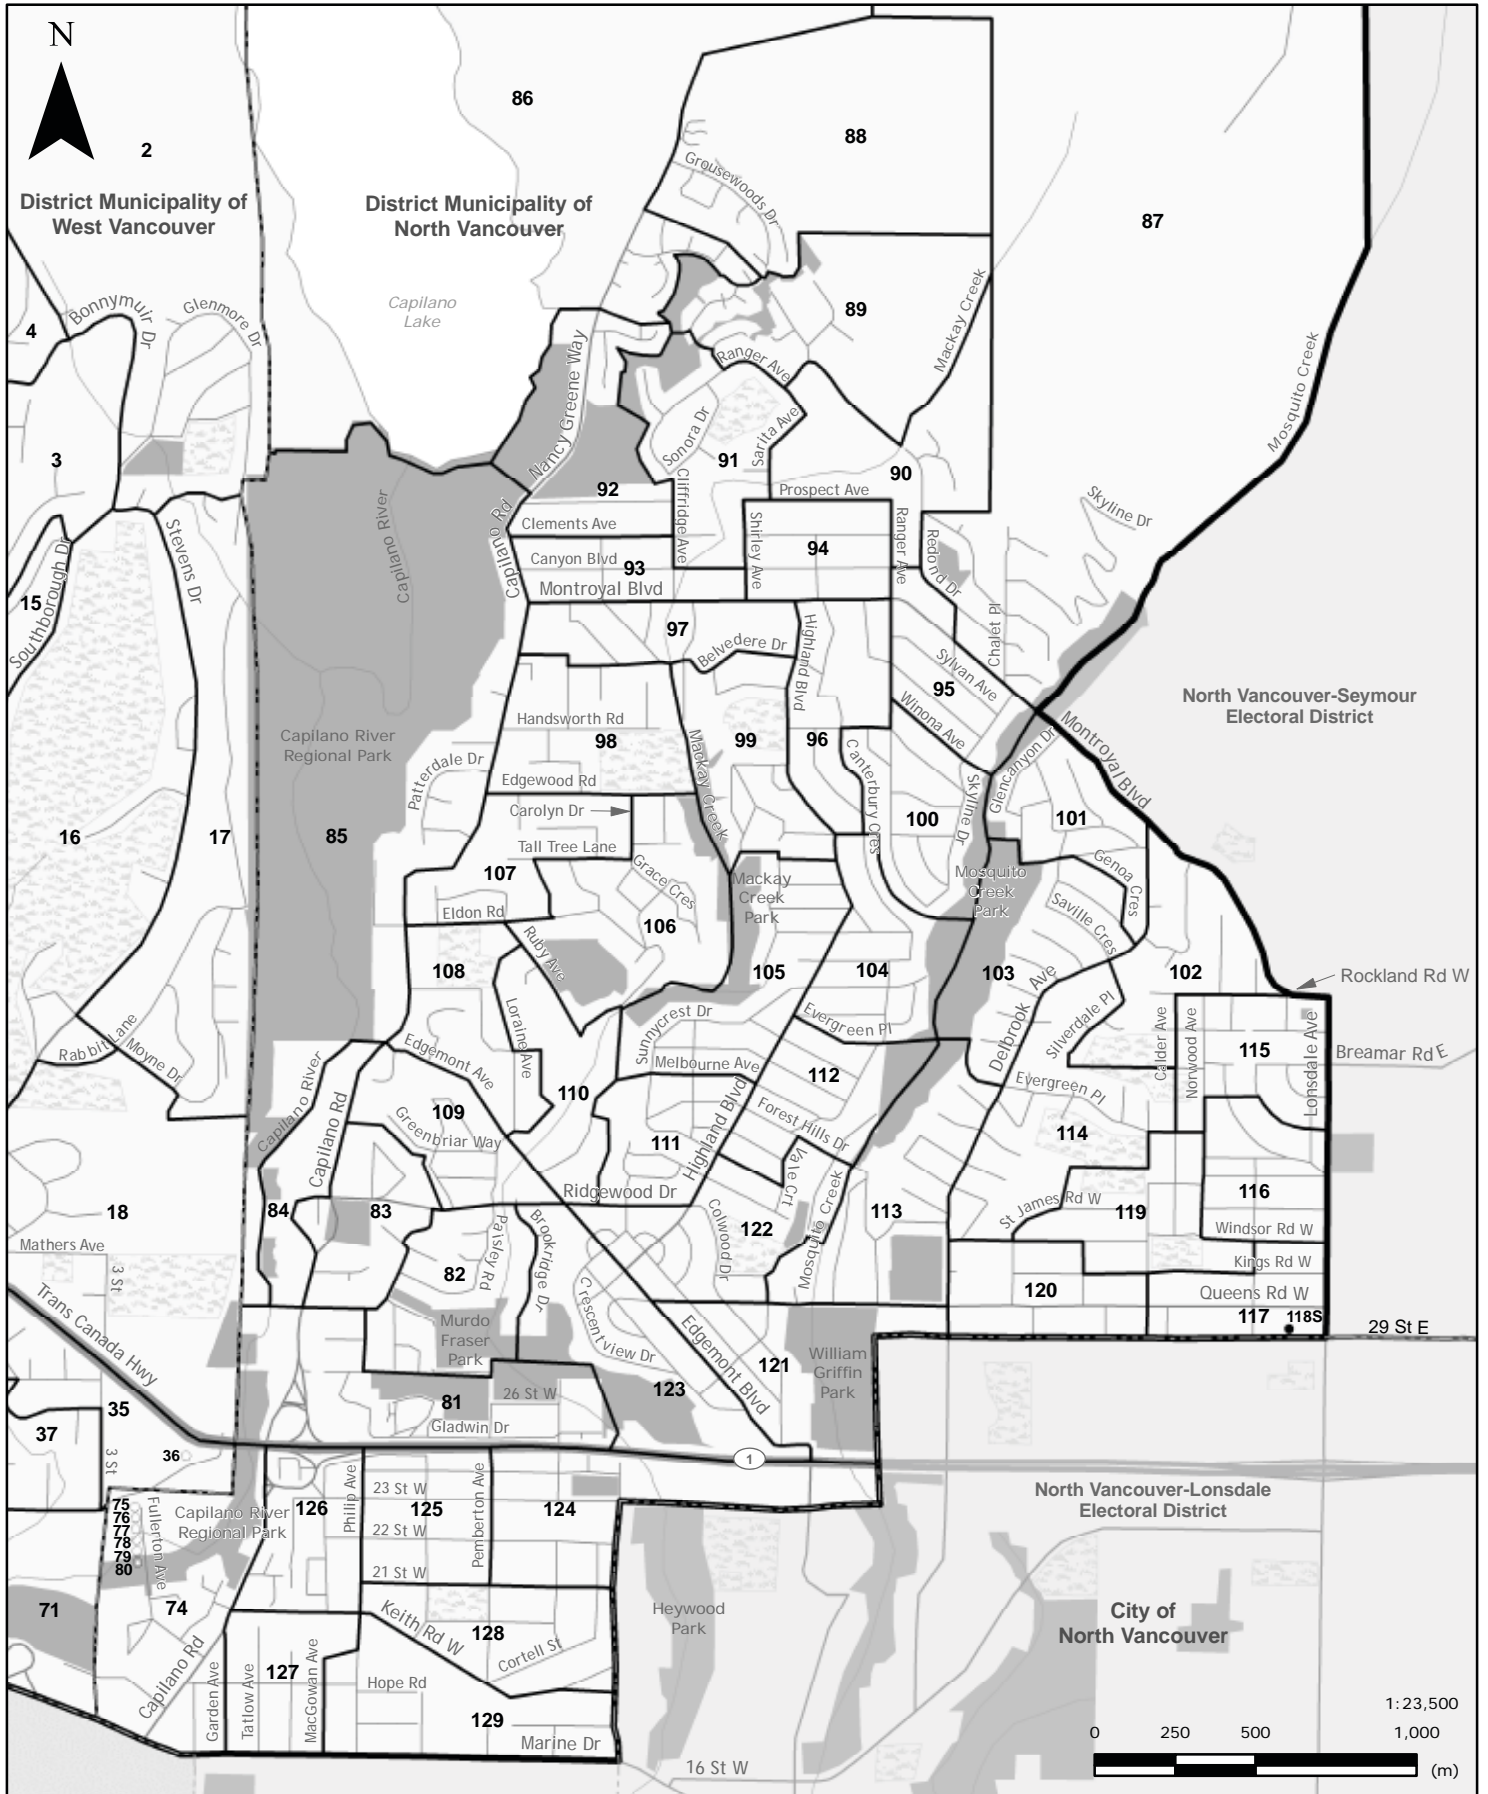 N
86
88
2
District Municipality of
West Vancouver
District Municipality of
North Vancouver
Grousewoods Dr
87
Capilano
Lake
Bonnymuir Dr
Glenmore Dr
4
89
Mackay Creek
Mosquito Creek
Nancy Greene Way
Ranger Ave
Sonora Dr
Sarita Ave
3
91
90
92
Prospect Ave
Cliffridge Ave
Skyline Dr
Capilano River
Capilano Rd
Clements Ave
Shirley Ave
94
Ranger Ave
Redond Dr
Stevens Dr
Canyon Blvd
93
Montroyal Blvd
15
Southborough Dr
97
Belvedere Dr
Highland Blvd
Chalet Pl
Sylvan Ave
95
Winona Ave
North Vancouver-Seymour
Electoral District
Handsworth Rd
98
99
96
Capilano River
Regional Park
Mackay Creek
Canterbury Cres
Glencanyon Dr
Montroyal Blvd
Patterdale Dr
Edgewood Rd
Carolyn Dr
Skyline Dr
16
17
85
100
101
Tall Tree Lane
107
Grace Cres
Mackay
Creek
Park
Mosquito
Creek
Park
Genoa Cres
Saville Cres
Eldon Rd
106
Ruby Ave
108
105
104
103
102
Rockland Rd W
Loraine Ave
Sunnycrest Dr
Evergreen Pl
Delbrook Ave
Silverdale Pl
Calder Ave
Norwood Ave
115
Lonsdale Ave
Breamar Rd E
Rabbit Lane
Moyne Dr
Edgemont Ave
Melbourne Ave
112
Evergreen Pl
Capilano River
Capilano Rd
109
Greenbriar Way
110
111
Highland Blvd
Forest Hills Dr
114
Vale Crt
Ridgewood Dr
18
84
83
Paisley Rd
Brookridge Dr
Colwood Dr
122
Mosquito Creek
113
St James Rd W
119
116
Windsor Rd W
Mathers Ave
3 St
Kings Rd W
82
120
Queens Rd W
Trans Canada Hwy
Crescentview Dr
Murdo
Fraser
Park
Edgemont Blvd
117
118S
29 St E
121
William
Griffin
Park
35
81
26 St W
123
Gladwin Dr
37
3 St
36
1
North Vancouver-Lonsdale
Electoral District
75
76
77
78
79
80
Fullerton Ave
Capilano River
Regional Park
126
Philip Ave
23 St W
125
22 St W
21 St W
Pemberton Ave
124
71
74
Keith Rd W
128
Cortell St
Heywood
Park
City of
North Vancouver
Capilano Rd
Garden Ave
Tatlow Ave
127
MacGowan Ave
Hope Rd
129
Marine Dr
16 St W
1:23,500
0
250
500
1,000
(m)